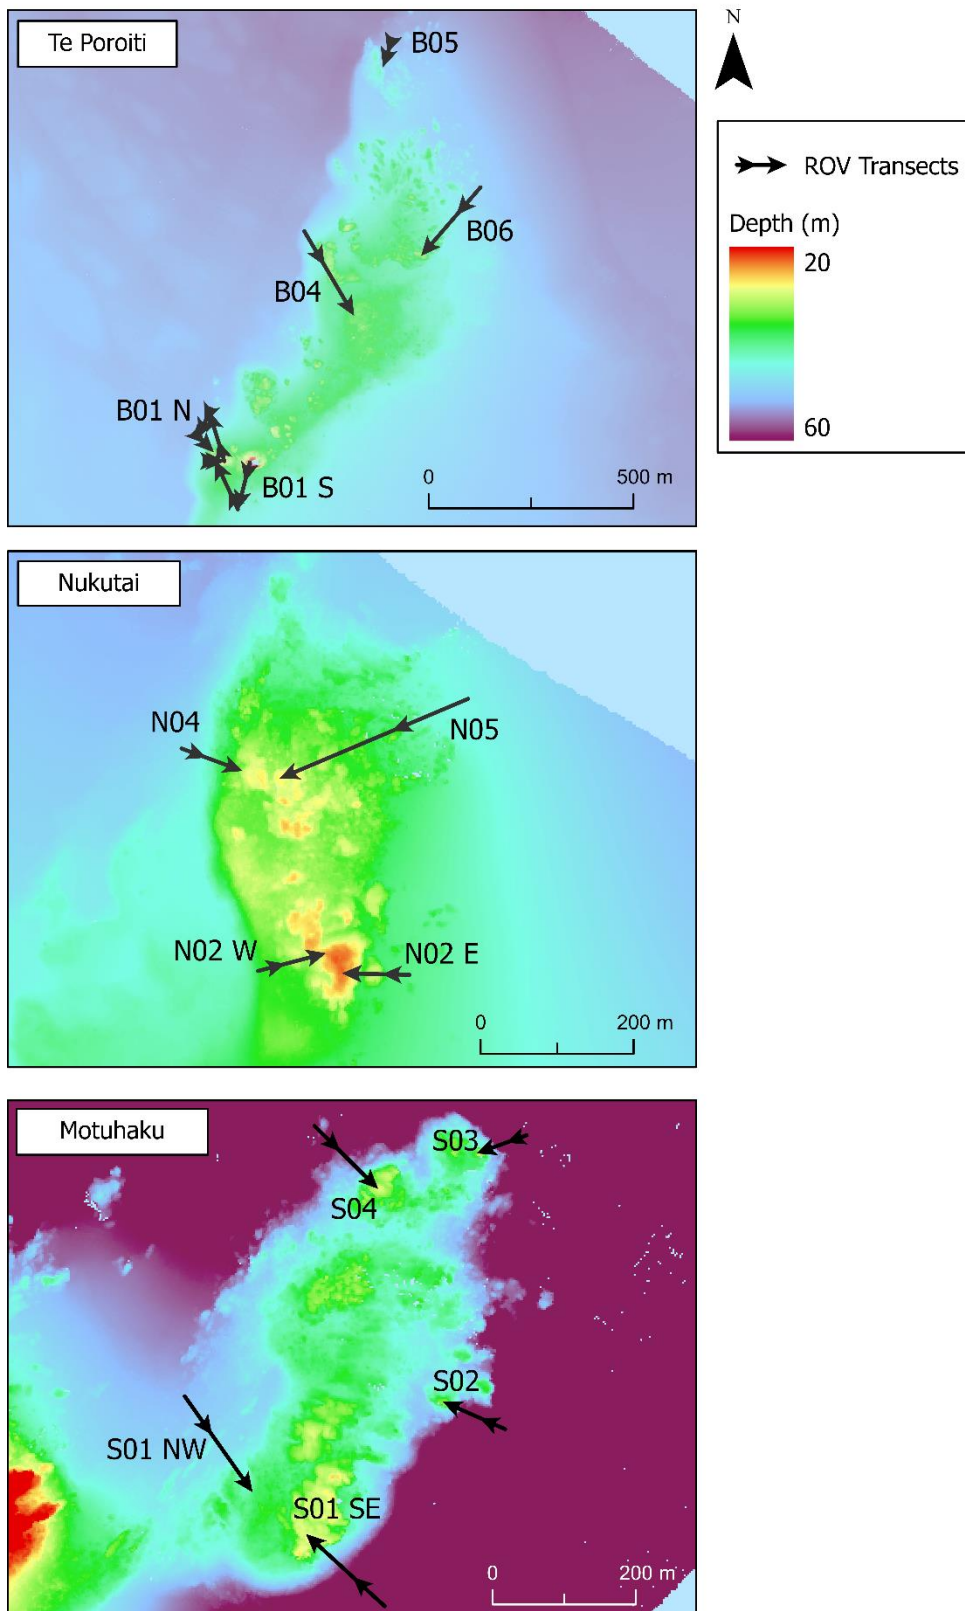 Te Poroiti
N
B05
ROV Transects
Depth (m)
20
60
B06
B04
B01 N
B01 S
0 500 m
Nukutai
N04
N05
N02 W
N02 E
0 200 m
Motuhaku
S03
S04
S02
S01 NW
S01 SE
0 200 m